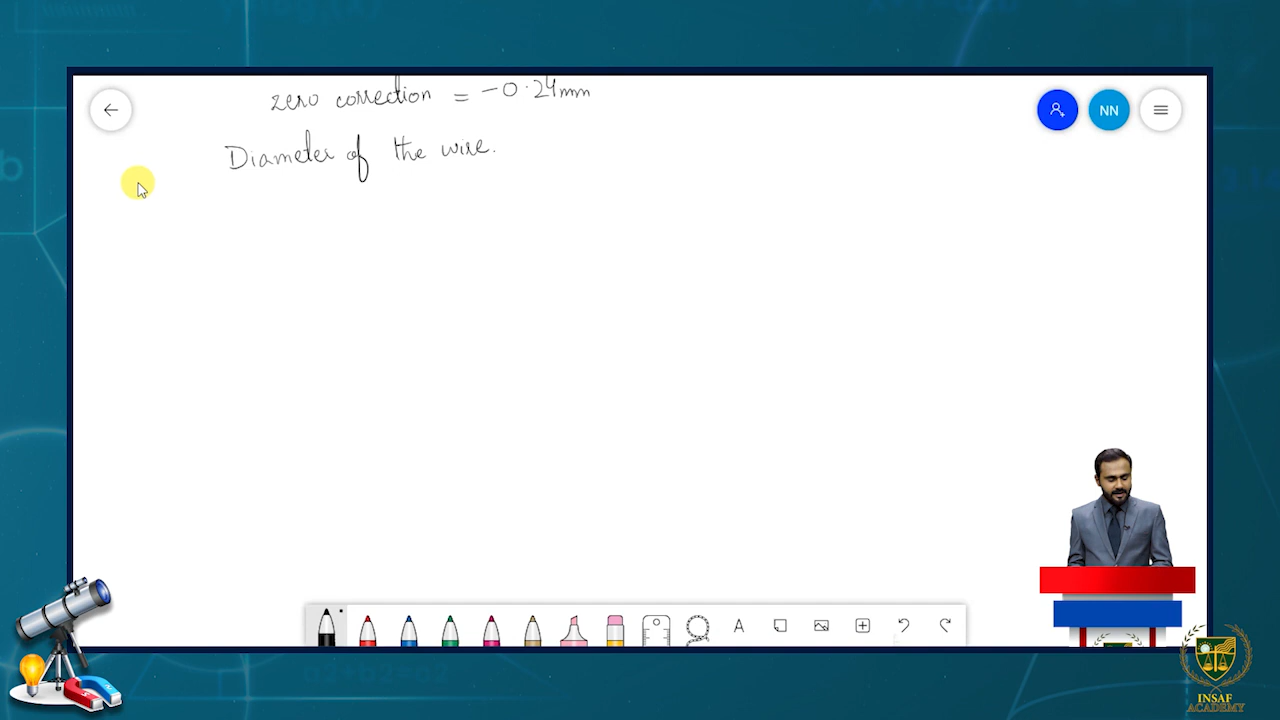 zero correction = -0.24mm
Diameter of the wire.
NN
A
INSAF
ACADEMY